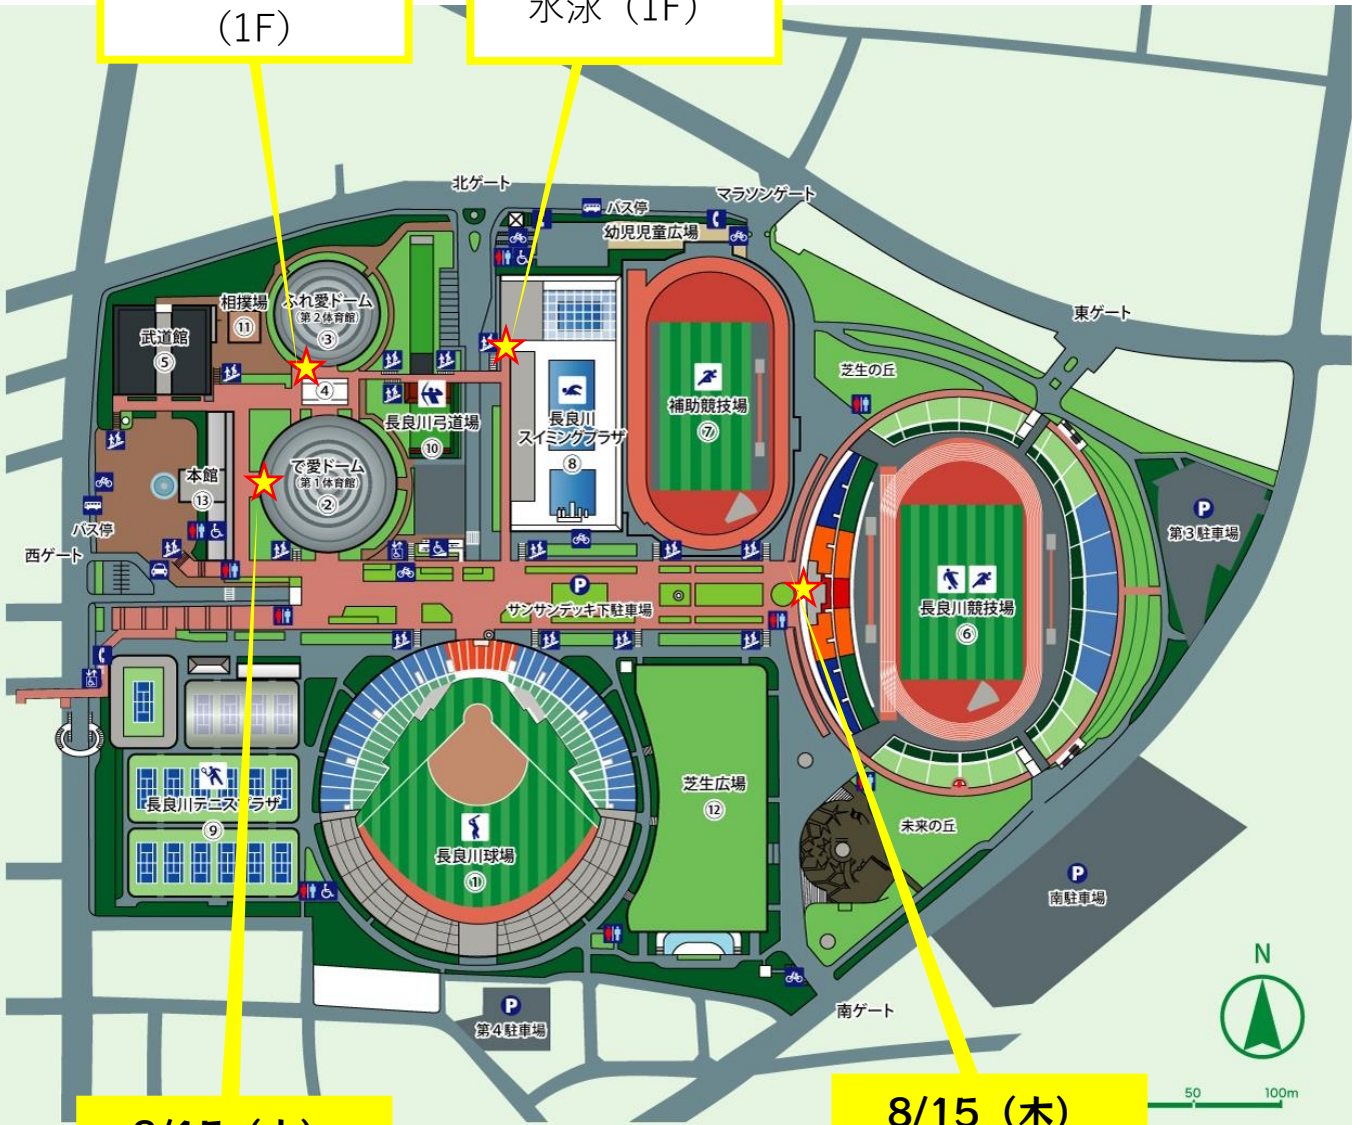 （1F）
水泳（1F）
北ゲート
マラソンゲート
バス停
幼児児童広場
東ゲート
相撲場
⑪
ふれ愛ドーム
（第2体育館）
③
武道館
⑤
④
長良川弓道場
⑩
長良川
スイミングプラザ
⑧
補助競技場
⑦
芝生の丘
で愛ドーム
（第1体育館）
②
本館
⑬
バス停
西ゲート
P
第3駐車場
P
サンサンデッキ下駐車場
長良川競技場
⑥
長良川テニスプラザ
⑨
長良川球場
①
芝生広場
⑫
未来の丘
P
南駐車場
南ゲート
P
第4駐車場
N
50 100m
8/15（木）